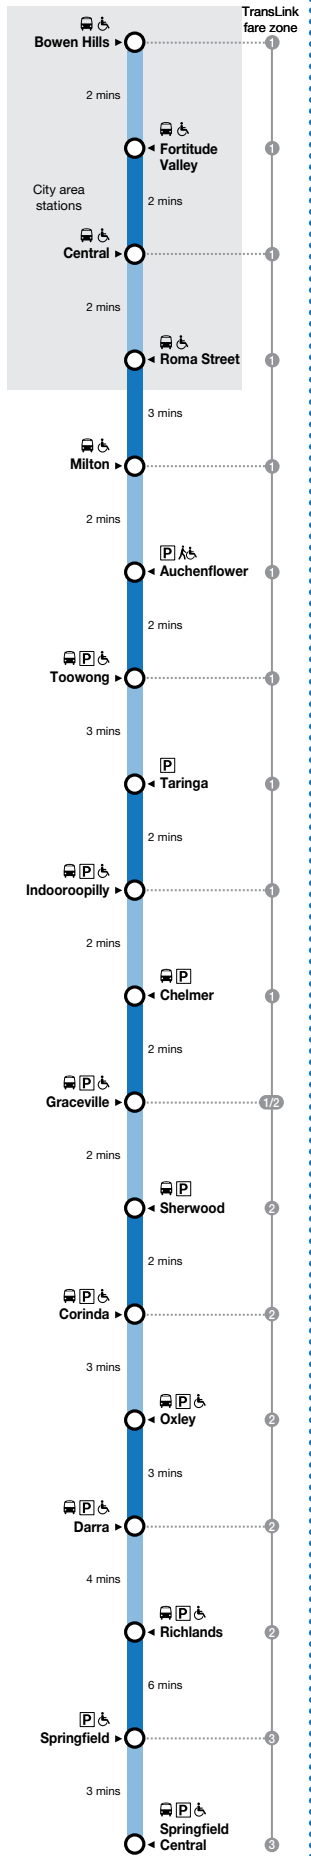 TransLink
fare zone
Bowen Hills
1
2 mins
Fortitude
Valley
1
City area
stations
2 mins
Central
1
2 mins
Roma Street
1
3 mins
Milton
1
2 mins
P
Auchenflower
1
2 mins
P
Toowong
1
3 mins
P
Taringa
1
2 mins
P
Indooroopilly
1
2 mins
P
Chelmer
1
2 mins
P
Graceville
1/2
2 mins
P
Sherwood
2
2 mins
P
Corinda
2
3 mins
P
Oxley
2
3 mins
P
Darra
2
4 mins
P
Richlands
2
6 mins
P
Springfield
3
3 mins
P
Springfield
Central
3